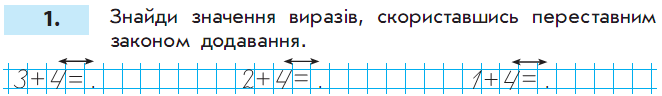 1. Знайди значення виразів, скориставшись переставним
законом додавання.
3+4= . 2+4= . 1+4= .